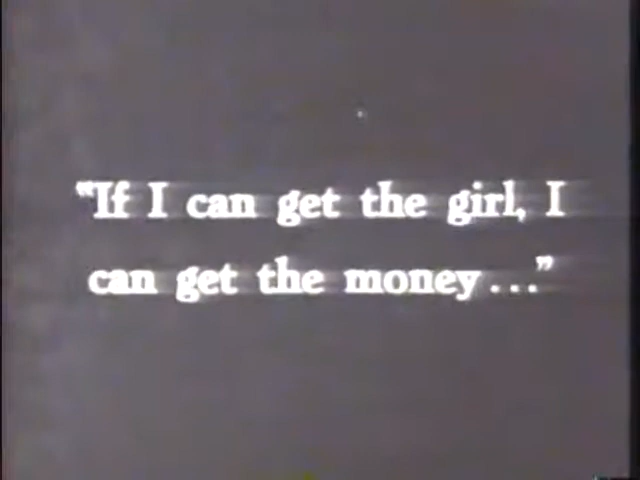 "If I can get the girl, I
can get the money..."